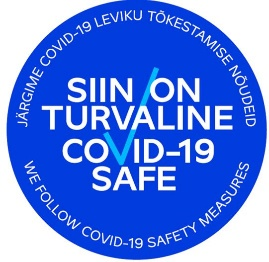 JÄRGIME COVID-19 LEVIKU TÕKESTAMISE NÕUDEID
SIIN ON
TURVALINE
COVID-19
SAFE
WE FOLLOW COVID-19 SAFETY MEASURES